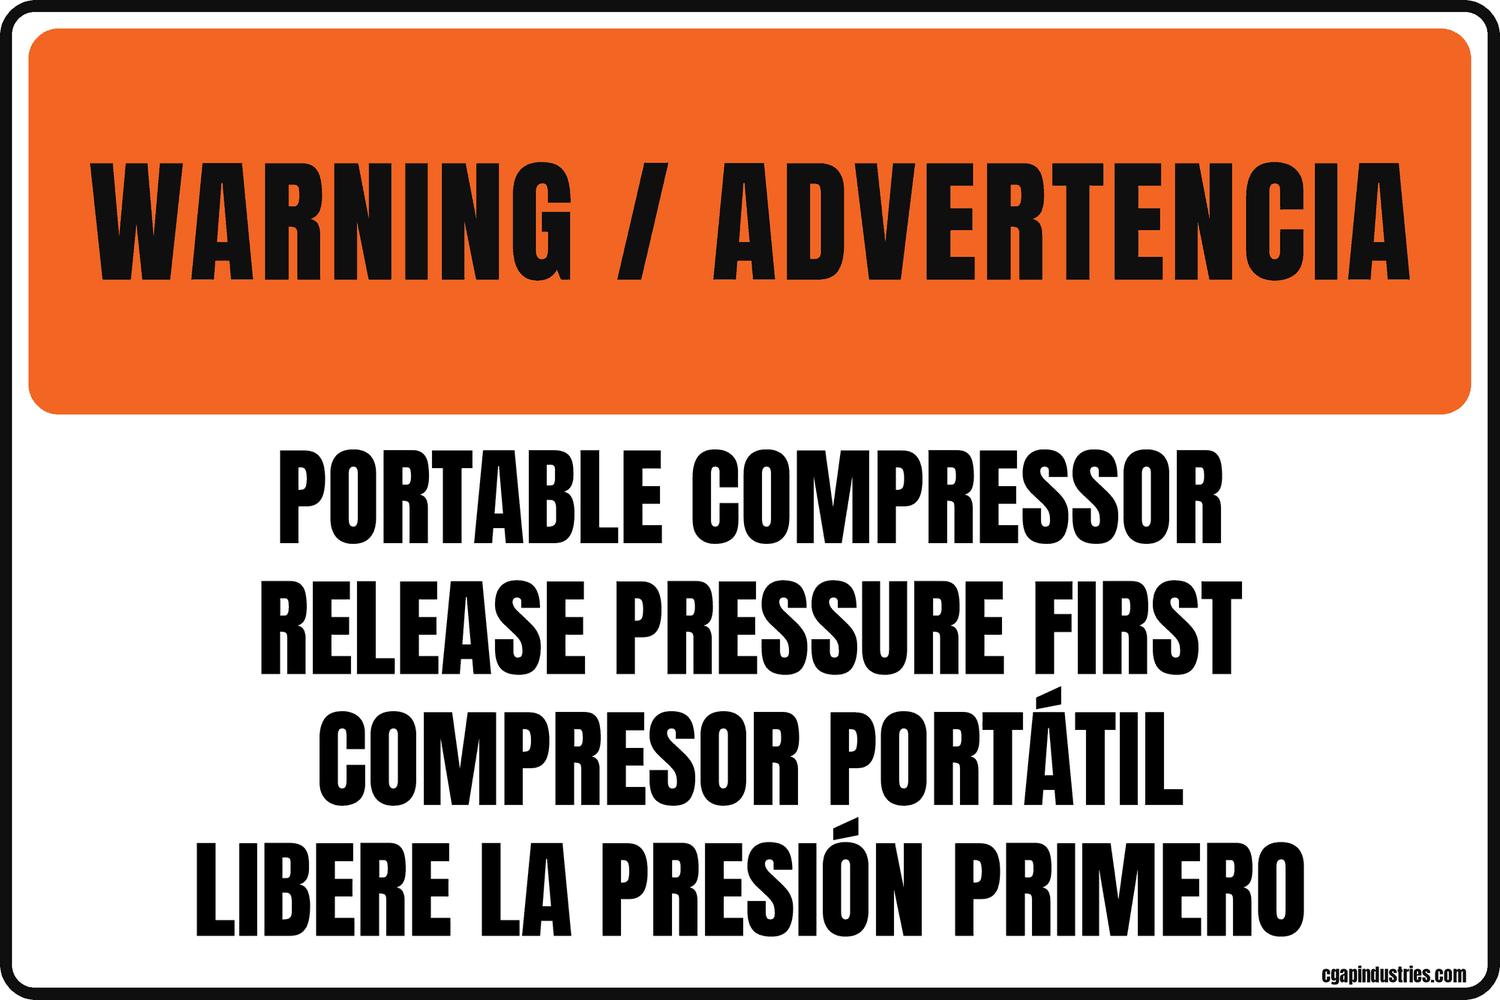 WARNING / ADVERTENCIA
PORTABLE COMPRESSOR
RELEASE PRESSURE FIRST
COMPRESOR PORTÁTIL
LIBERE LA PRESIÓN PRIMERO
cgapindustries.com